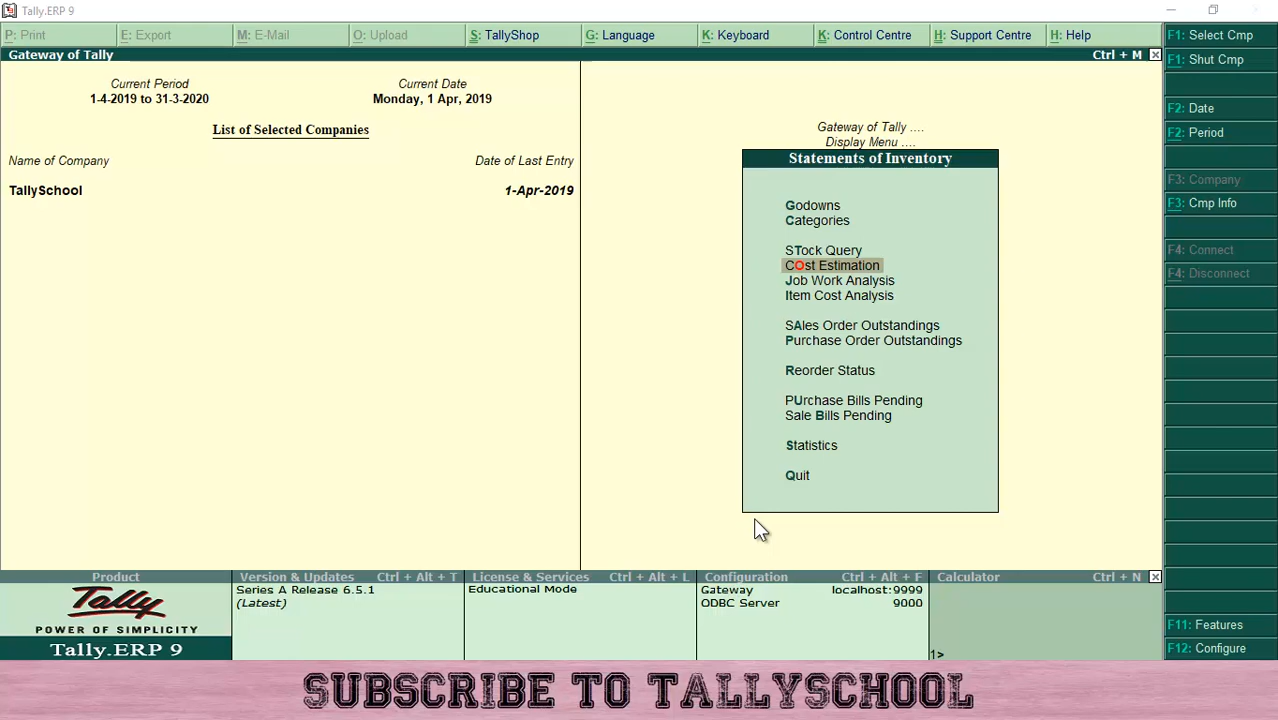 Tally.ERP 9
P: Print E: Export M: E-Mail O: Upload S: TallyShop G: Language K: Keyboard K: Control Centre H: Support Centre H: Help
Gateway of Tally Ctrl + M
Current Period Current Date
1-4-2019 to 31-3-2020 Monday, 1 Apr, 2019
List of Selected Companies
Name of Company Date of Last Entry
TallySchool 1-Apr-2019
Gateway of Tally ....
Display Menu ....
Statements of Inventory
Godowns
Categories
STock Query
COst Estimation
Job Work Analysis
Item Cost Analysis
SAles Order Outstandings
Purchase Order Outstandings
Reorder Status
PUrchase Bills Pending
Sale Bills Pending
Statistics
Quit
F1: Select Cmp
F1: Shut Cmp
F2: Date
F2: Period
F3: Company
F3: Cmp Info
F4: Connect
F4: Disconnect
F11: Features
F12: Configure
Product
Tally
POWER OF SIMPLICITY
Tally.ERP 9
Version & Updates Ctrl + Alt + T
Series A Release 6.5.1
(Latest)
License & Services Ctrl + Alt + L
Educational Mode
Configuration Ctrl + Alt + F
Gateway localhost:9999
ODBC Server 9000
Calculator Ctrl + N
1>
SUBSCRIBE TO TALLYSCHOOL